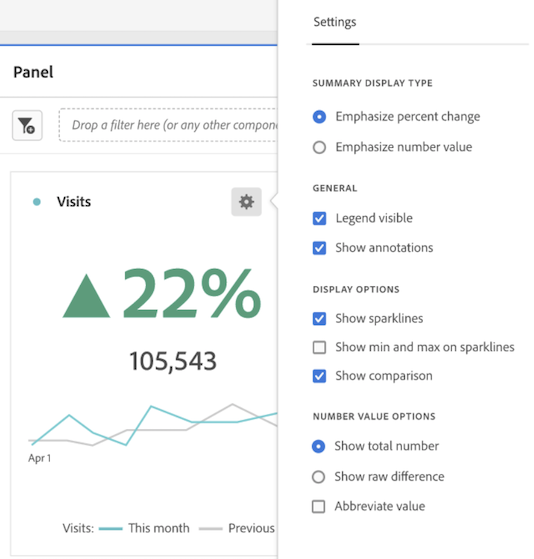 Settings
Panel
Drop a filter here (or any other
Visits
22%
105,543
Apr 1
Visits: This month Previous
SUMMARY DISPLAY TYPE
Emphasize percent change
Emphasize number value
GENERAL
Legend visible
Show annotations
DISPLAY OPTIONS
Show sparklines
Show min and max on sparklines
Show comparison
NUMBER VALUE OPTIONS
Show total number
Show raw difference
Abbreviate value